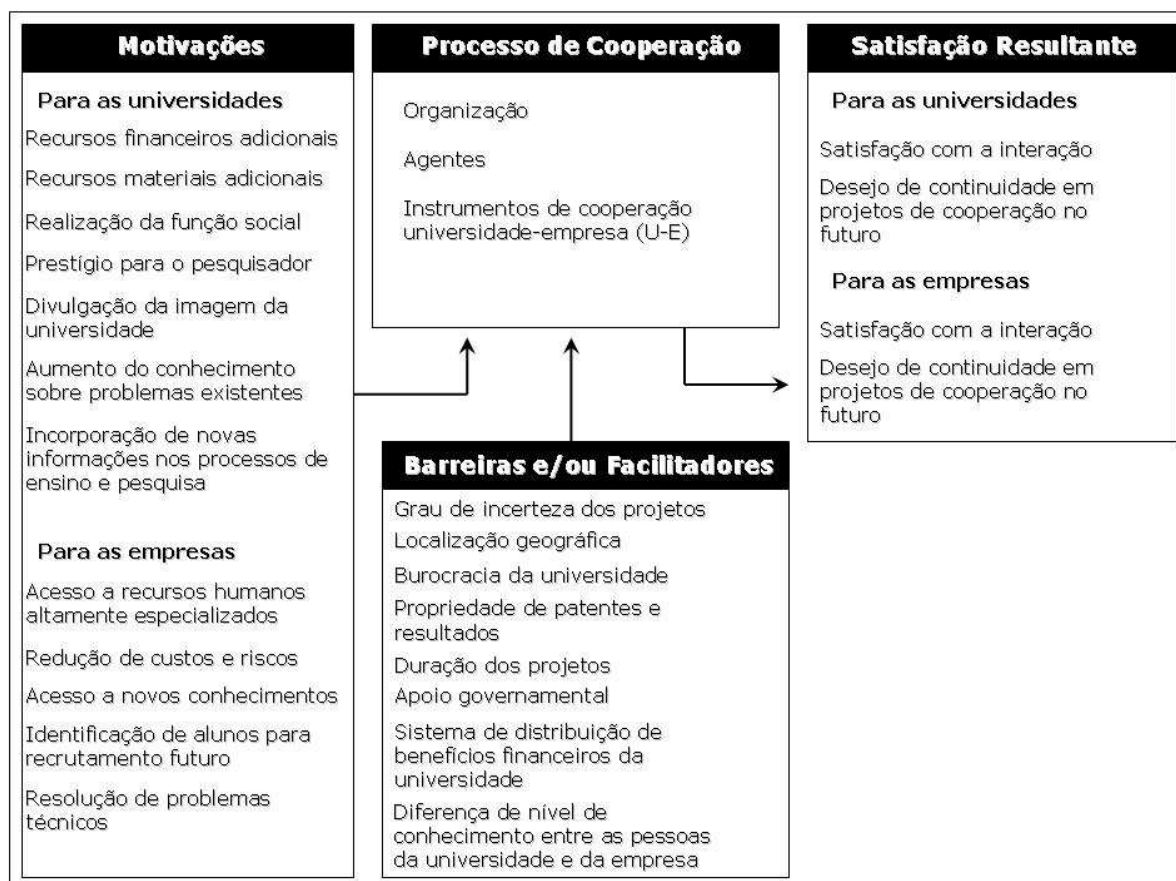 Motivações
Para as universidades
Recursos financeiros adicionais
Recursos materiais adicionais
Realização da função social
Prestígio para o pesquisador
Divulgação da imagem da
universidade
Aumento do conhecimento
sobre problemas existentes
Incorporação de novas
informações nos processos de
ensino e pesquisa
Para as empresas
Acesso a recursos humanos
altamente especializados
Redução de custos e riscos
Acesso a novos conhecimentos
Identificação de alunos para
recrutamento futuro
Resolução de problemas
técnicos
Processo de Cooperação
Organização
Agentes
Instrumentos de cooperação
universidade-empresa (U-E)
Barreiras e/ou Facilitadores
Grau de incerteza dos projetos
Localização geográfica
Burocracia da universidade
Propriedade de patentes e
resultados
Duração dos projetos
Apoio governamental
Sistema de distribuição de
benefícios financeiros da
universidade
Diferença de nível de
conhecimento entre as pessoas
da universidade e da empresa
Satisfação Resultante
Para as universidades
Satisfação com a interação
Desejo de continuidade em
projetos de cooperação no
futuro
Para as empresas
Satisfação com a interação
Desejo de continuidade em
projetos de cooperação no
futuro